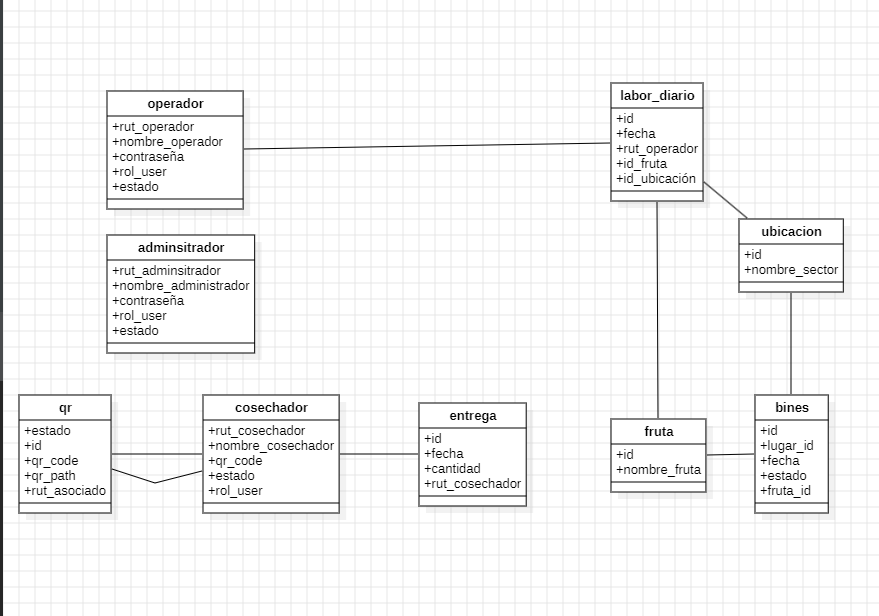 operador
+rut_operador
+nombre_operador
+contraseña
+rol_user
+estado
labor_diario
+id
+fecha
+rut_operador
+id_fruta
+id_ubicación
adminsitrador
+rut_adminsitrador
+nombre_administrador
+contraseña
+rol_user
+estado
ubicacion
+id
+nombre_sector
qr
+estado
+id
+qr_code
+qr_path
+rut_asociado
cosechador
+rut_cosechador
+nombre_cosechador
+qr_code
+estado
+rol_user
entrega
+id
+fecha
+cantidad
+rut_cosechador
fruta
+id
+nombre_fruta
bines
+id
+lugar_id
+fecha
+estado
+fruta_id